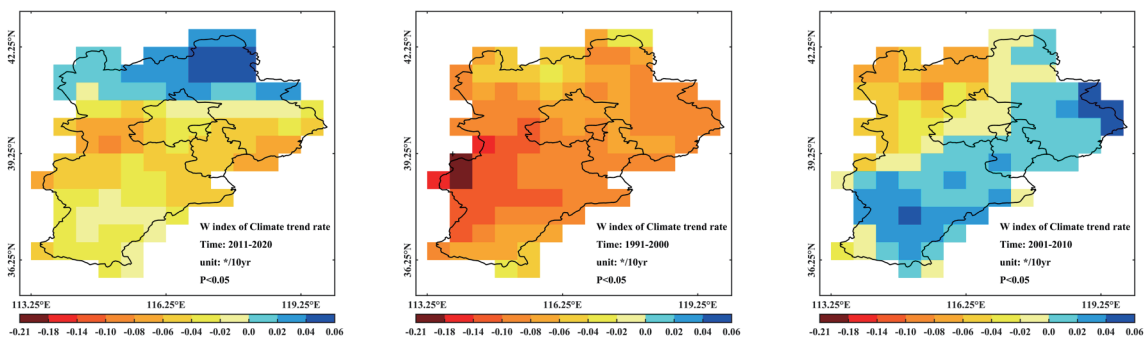 42.25°N
39.25°N
36.25°N
W index of Climate trend rate
Time: 2011-2020
unit: */10yr
P<0.05
113.25°E 116.25°E 119.25°E
-0.21 -0.18 -0.14 -0.10 -0.08 -0.06 -0.04 -0.02 0.0 0.02 0.04 0.06
42.25°N
39.25°N
36.25°N
W index of Climate trend rate
Time: 1991-2000
unit: */10yr
P<0.05
113.25°E 116.25°E 119.25°E
-0.21 -0.18 -0.14 -0.10 -0.08 -0.06 -0.04 -0.02 0.0 0.02 0.04 0.06
42.25°N
39.25°N
36.25°N
W index of Climate trend rate
Time: 2001-2010
unit: */10yr
P<0.05
113.25°E 116.25°E 119.25°E
-0.21 -0.18 -0.14 -0.10 -0.08 -0.06 -0.04 -0.02 0.0 0.02 0.04 0.06